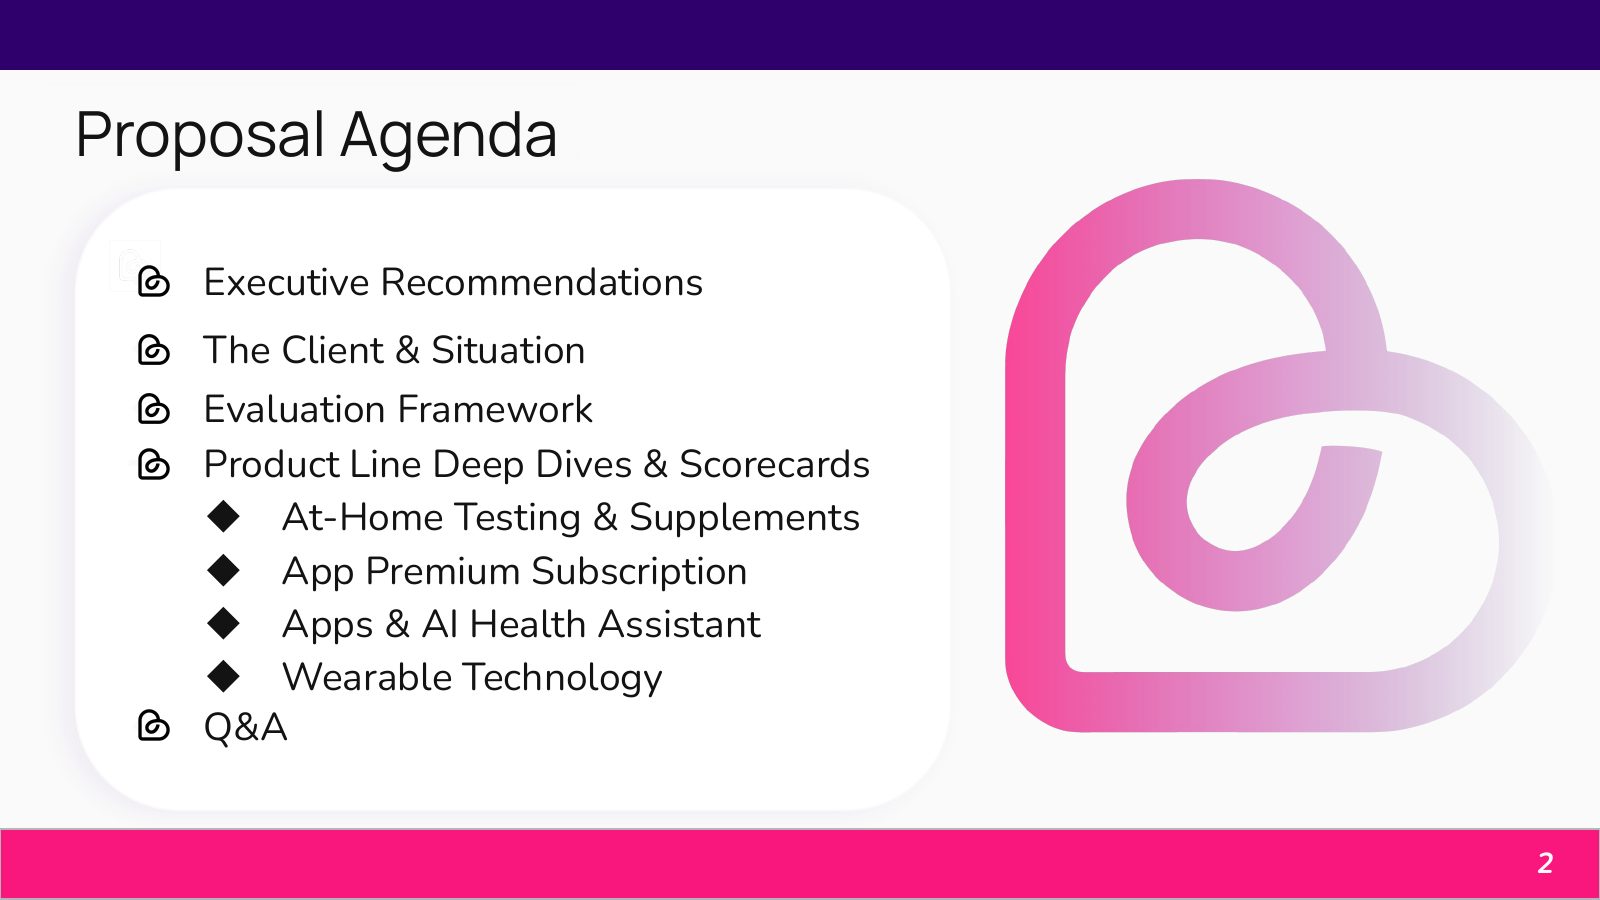 Proposal Agenda
Executive Recommendations
The Client & Situation
Evaluation Framework
Product Line Deep Dives & Scorecards
At-Home Testing & Supplements
App Premium Subscription
Apps & AI Health Assistant
Wearable Technology
Q&A
2